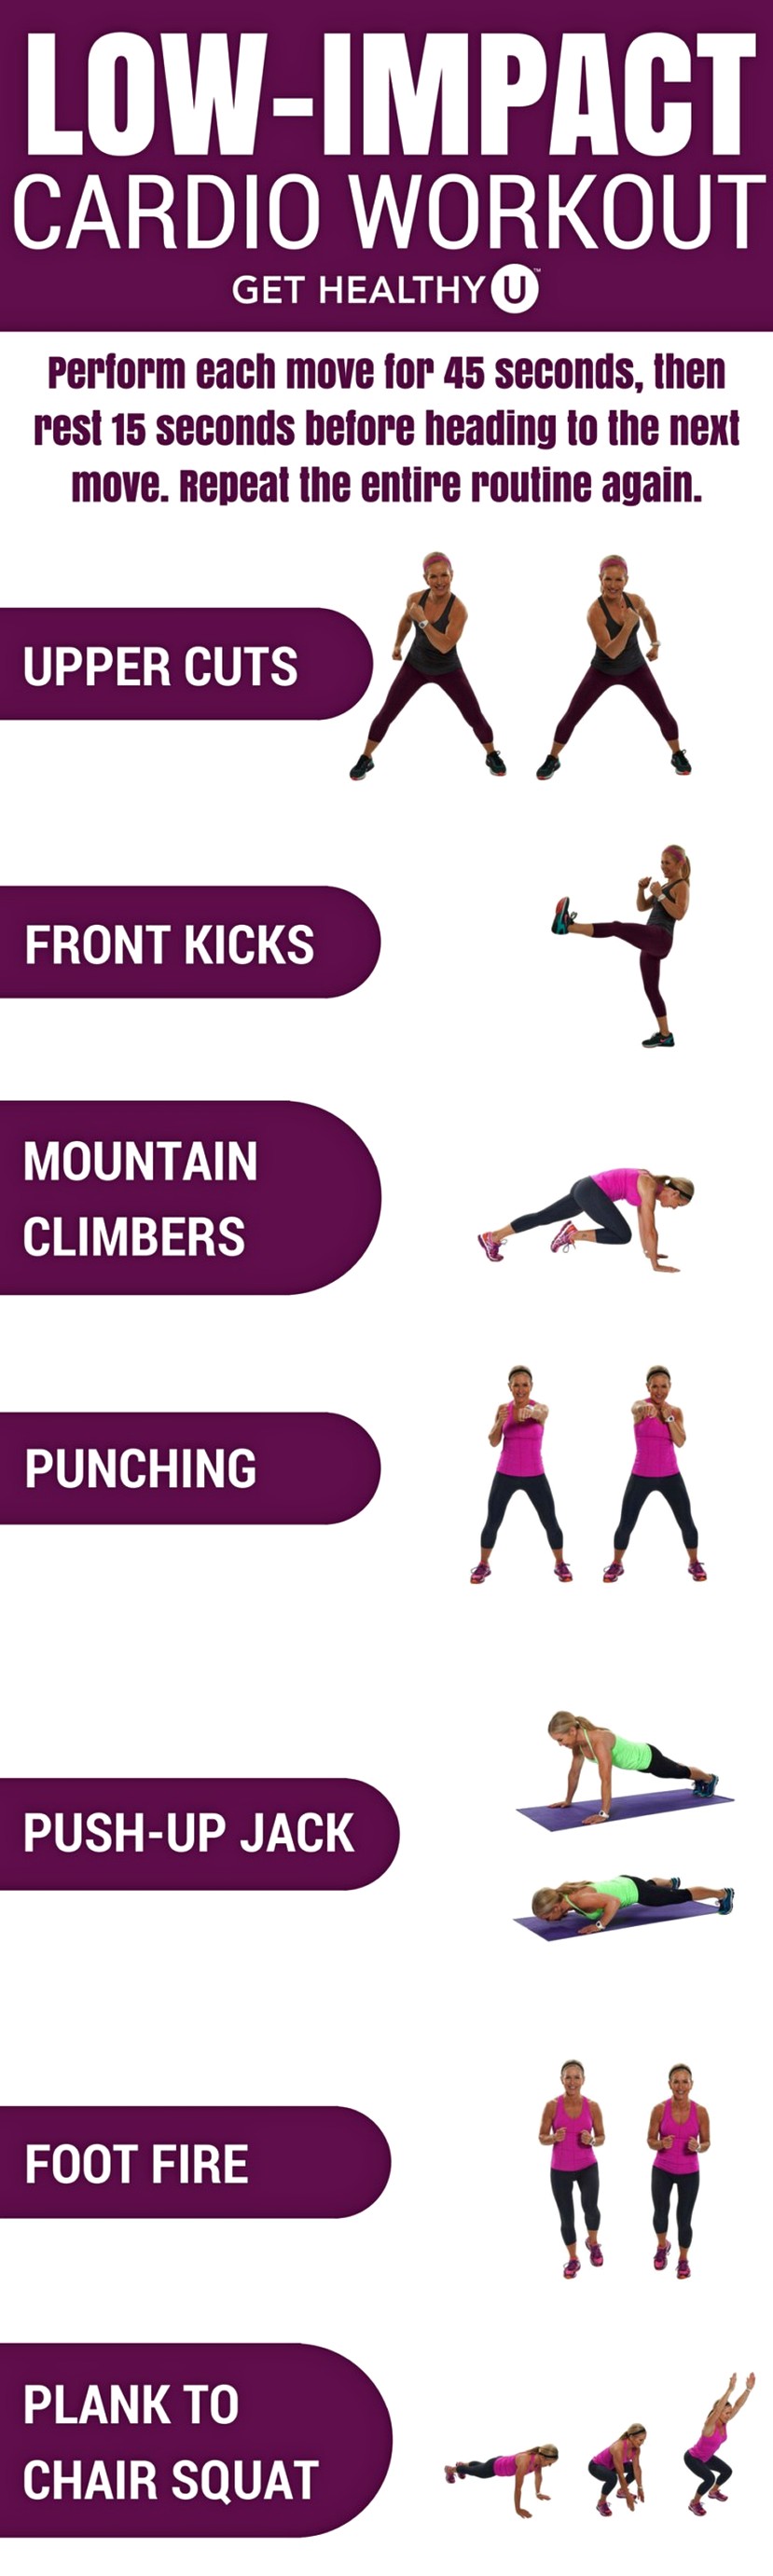 LOW-IMPACT
CARDIO WORKOUT
GET HEALTHY U™
Perform each move for 45 seconds, then
rest 15 seconds before heading to the next
move. Repeat the entire routine again.
UPPER CUTS
FRONT KICKS
MOUNTAIN
CLIMBERS
PUNCHING
PUSH-UP JACK
FOOT FIRE
PLANK TO
CHAIR SQUAT